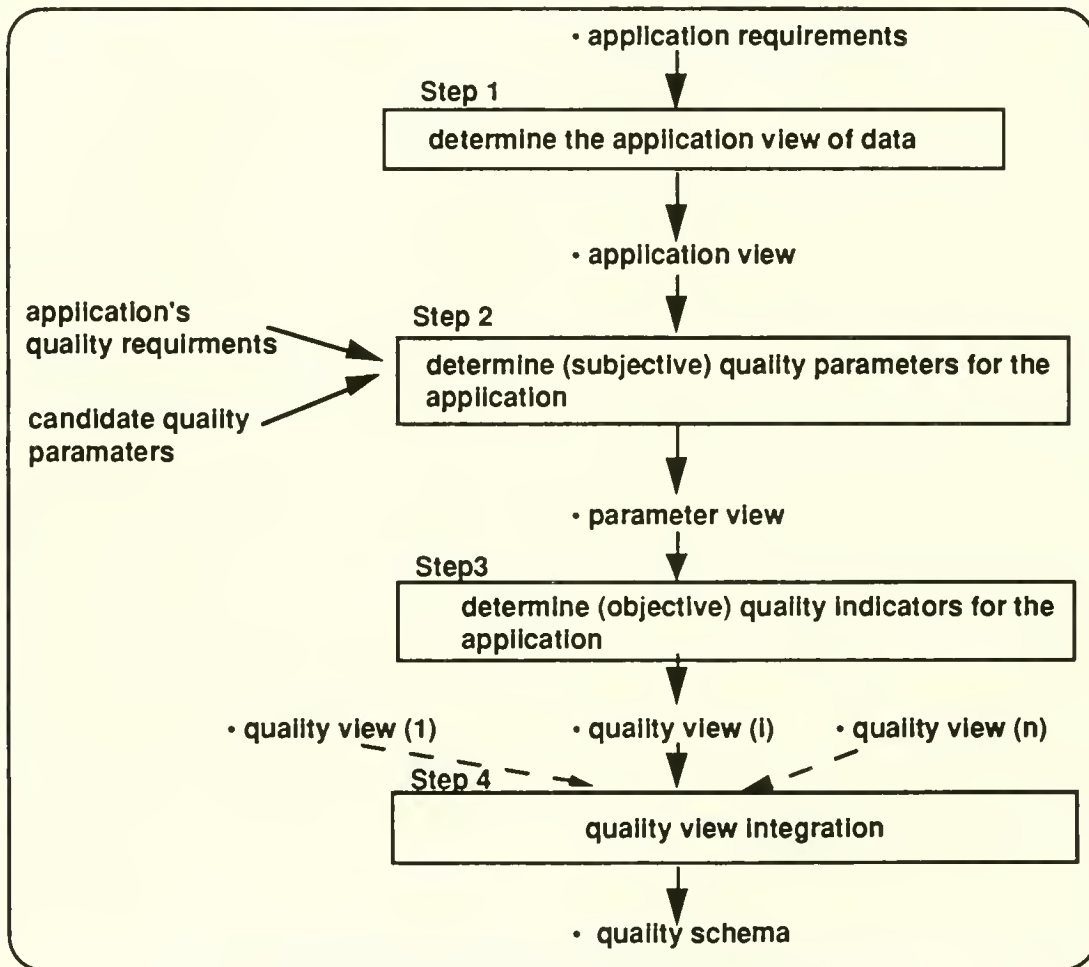 • application requirements
Step 1
determine the application view of data
• application view
application's
quality requirments
Step 2
determine (subjective) quality parameters for the
application
candidate quality
paramaters
• parameter view
Step3
determine (objective) quality indicators for the
application
• quality view (1)
• quality view (i)
• quality view (n)
Step 4
quality view integration
• quality schema